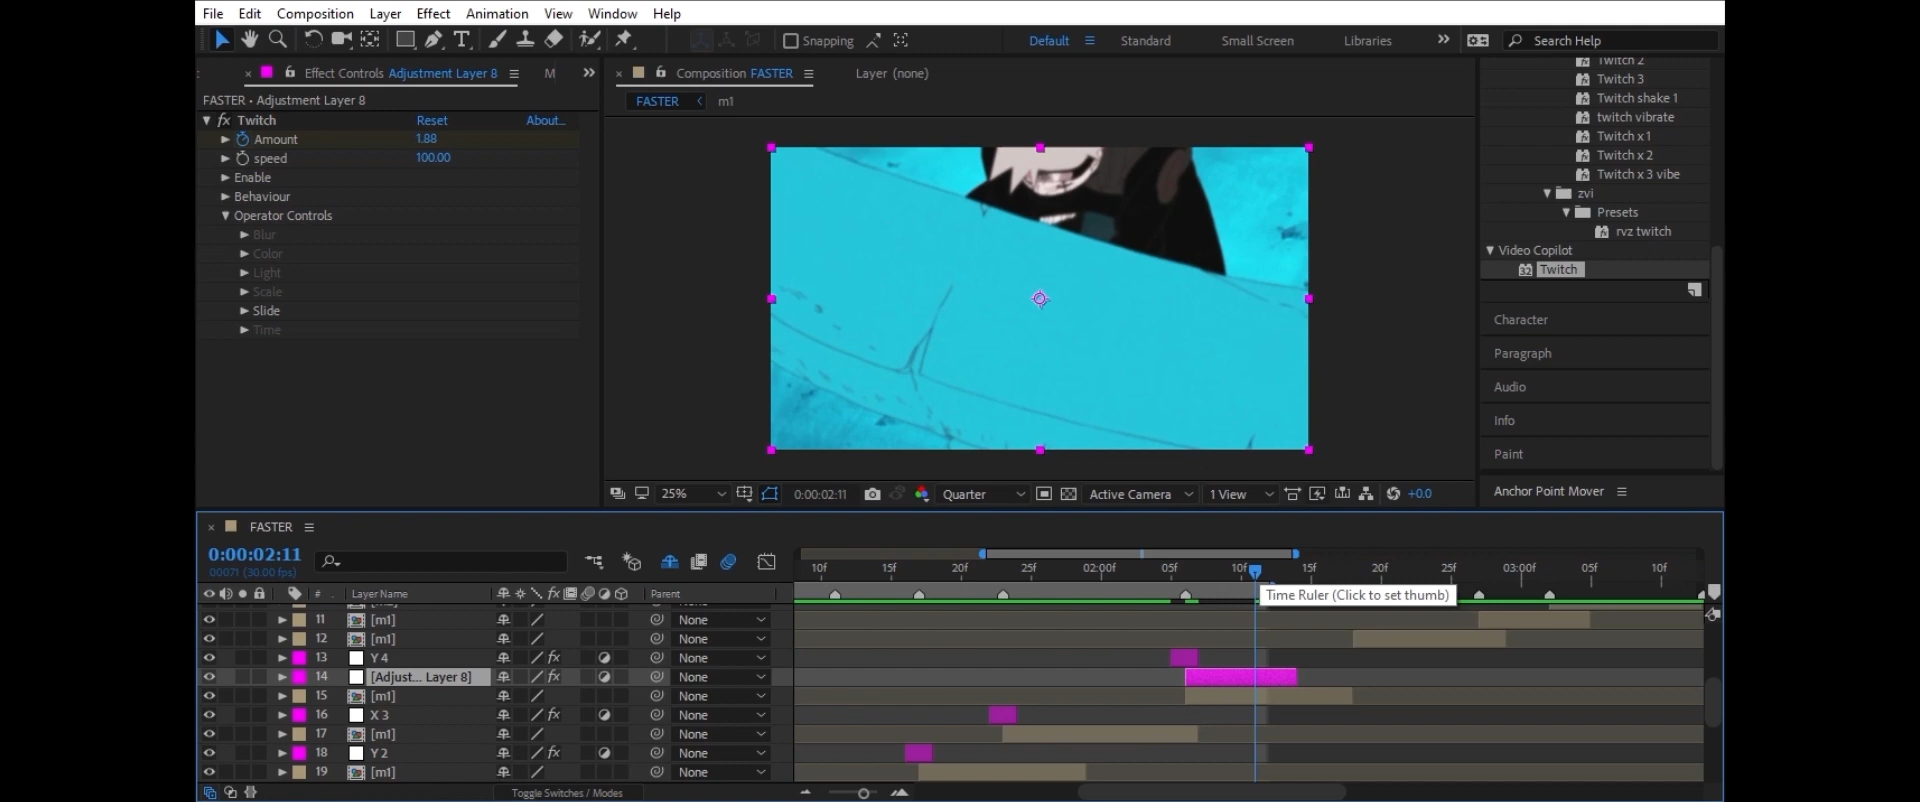 File Edit Composition Layer Effect Animation View Window Help
Snapping Default Standard Small Screen Libraries Search Help
Effect Controls Adjustment Layer 8 M
Composition FASTER Layer (none)
FASTER • Adjustment Layer 8
FASTER m1
fx Twitch Reset About...
Amount 1.88
speed 100.00
Enable
Behaviour
Operator Controls
Blur
Color
Light
Scale
Slide
Time
Twitch 2
Twitch 3
Twitch shake 1
twitch vibrate
Twitch x 1
Twitch x 2
Twitch x 3 vibe
zvi
Presets
rvz twitch
Video Copilot
Twitch
Character
Paragraph
Audio
Info
Paint
Anchor Point Mover
25% 0:00:02:11 Quarter Active Camera 1 View +0.0
FASTER
0:00:02:11
00071 (30.00 fps)
10f 15f 20f 25f 02:00f 05f 10f 15f 20f 25f 03:00f 05f 10f
# Layer Name fx Parent
Time Ruler (Click to set thumb)
11 [m1] None
12 [m1] None
13 Y 4 fx None
14 [Adjust... Layer 8] fx None
15 [m1] None
16 X 3 fx None
17 [m1] None
18 Y 2 fx None
19 [m1] None
Toggle Switches / Modes